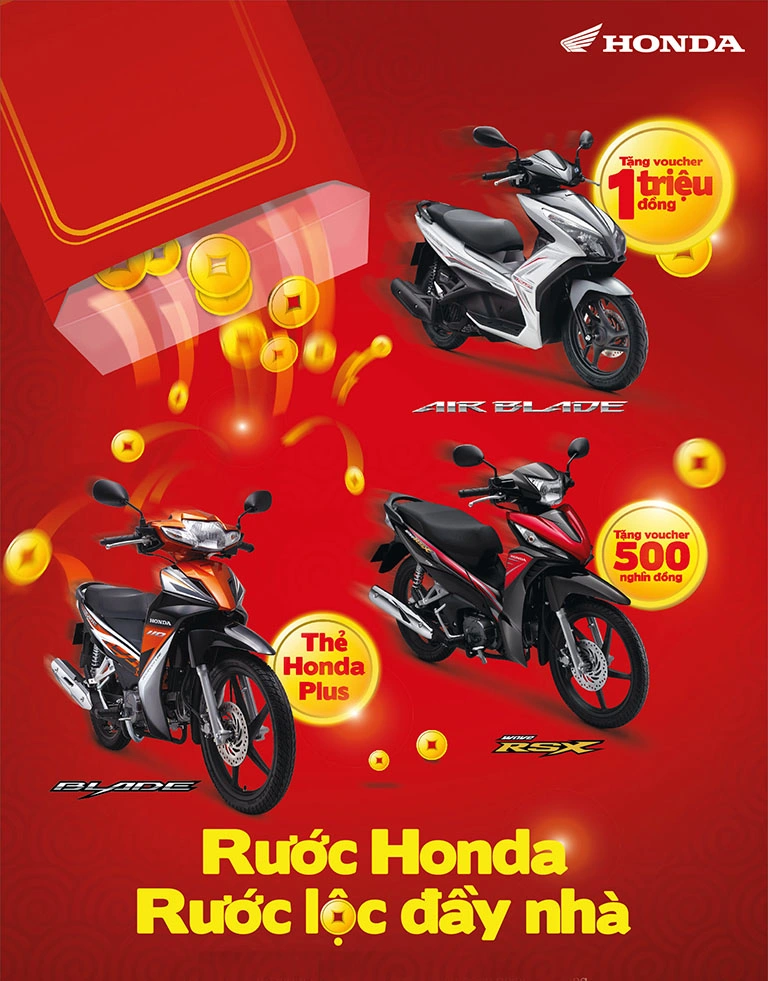 HONDA
Tặng voucher
1 triệu
đồng
AIR BLADE
Tặng voucher
500
nghìn đồng
HONDA
110
Thẻ
Honda
Plus
wave
RSX
BLADE
Rước Honda
Rước lộc đầy nhà